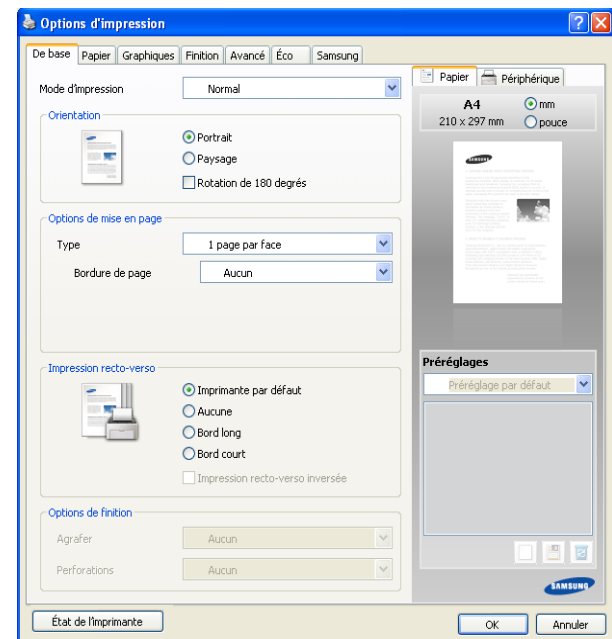 Options d'impression
De base
Papier
Graphiques
Finition
Avancé
Éco
Samsung
Mode d'impression
Normal
Orientation
Portrait
Paysage
Rotation de 180 degrés
Options de mise en page
Type
1 page par face
Bordure de page
Aucun
Impression recto-verso
Imprimante par défaut
Aucune
Bord long
Bord court
Impression recto-verso inversée
Options de finition
Agrafer
Aucun
Perforations
Aucun
État de l'imprimante
Papier
Périphérique
A4
210 x 297 mm
mm
pouce
SAMSUNG
Préréglages
Préréglage par défaut
SAMSUNG
OK
Annuler